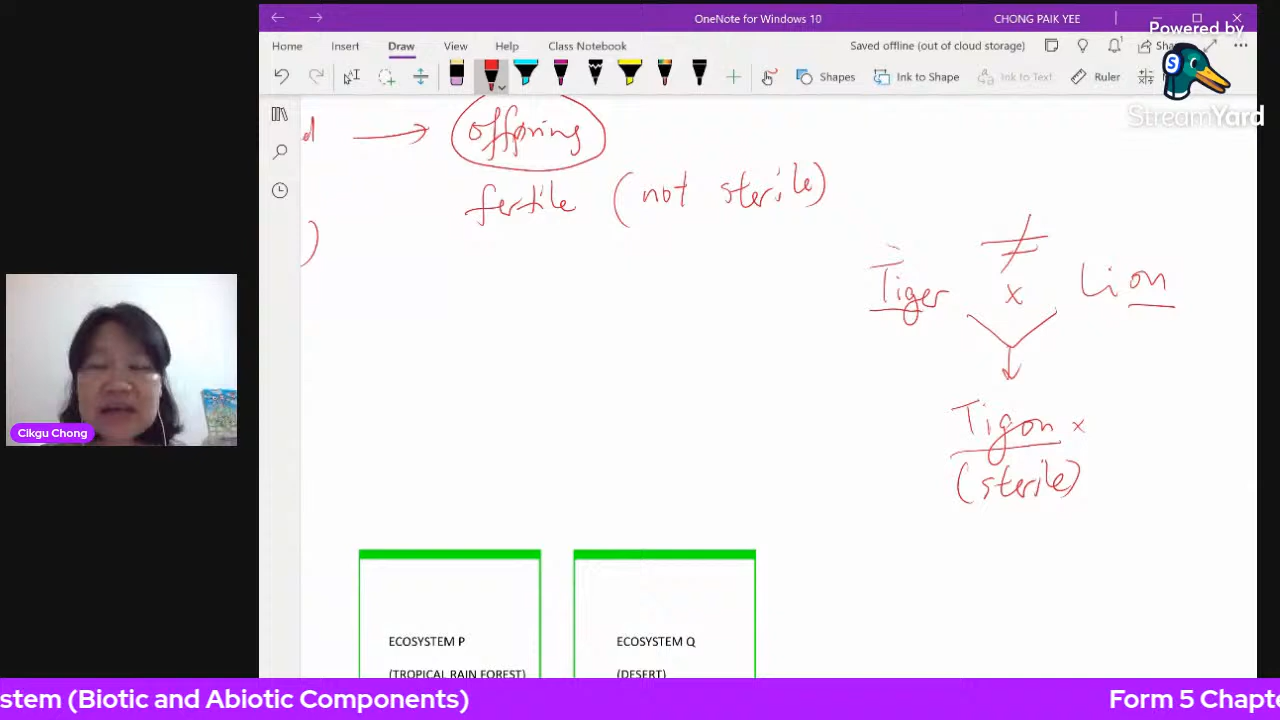 OneNote for Windows 10
CHONG PAIK YEE
Powered by
StreamYard
Home Insert Draw View Help Class Notebook
Saved offline (out of cloud storage)
Shapes Ink to Shape Ink to Text Ruler
d → offpring
fertile (not sterile)
)
≠
Tiger x Lion
Tigon x
(sterile)
Cikgu Chong
ECOSYSTEM P
(TROPICAL RAIN FOREST)
ECOSYSTEM Q
(DESERT)
stem (Biotic and Abiotic Components)
Form 5 Chapte